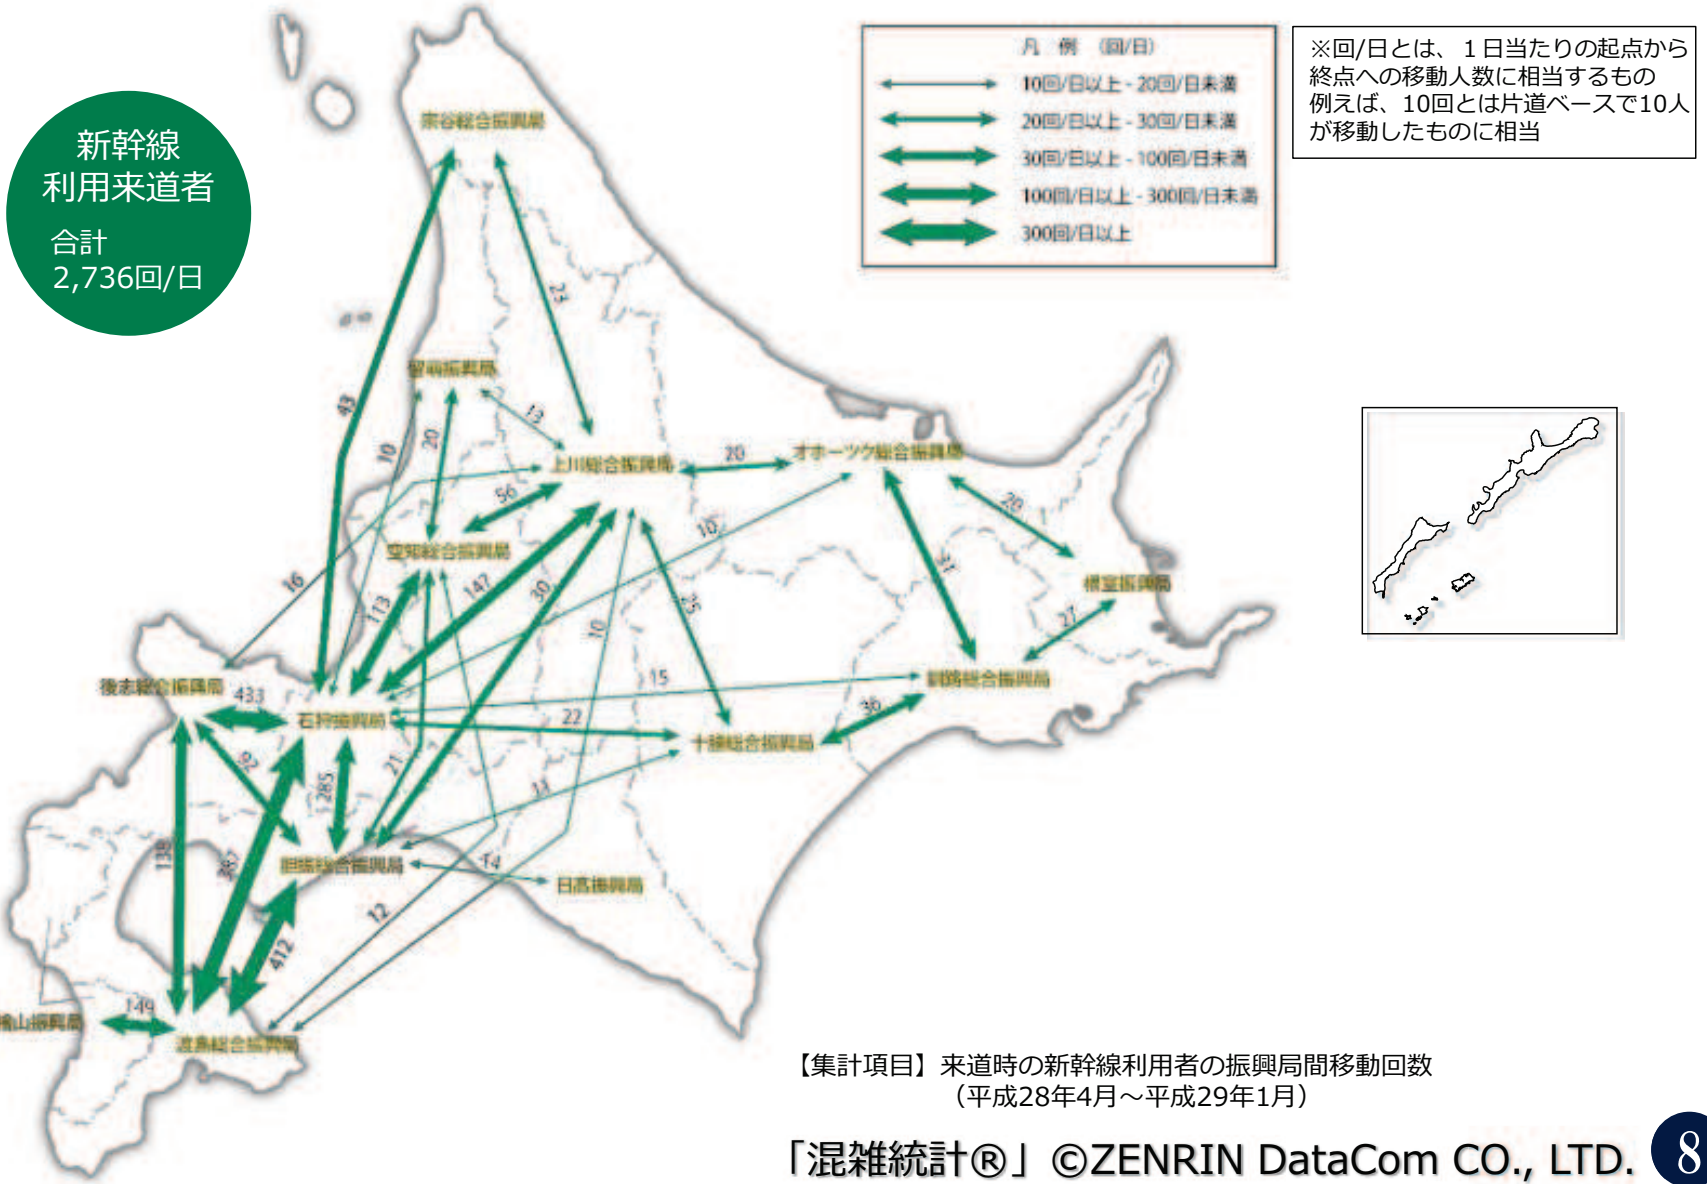 新幹線
利用来道者
合計
2,736回/日
凡 例 (回/日)
10回/日以上 - 20回/日未満
20回/日以上 - 30回/日未満
30回/日以上 - 100回/日未満
100回/日以上 - 300回/日未満
300回/日以上
※回/日とは、１日当たりの起点から
終点への移動人数に相当するもの
例えば、10回とは片道ベースで10人
が移動したものに相当
宗谷総合振興局
23
留萌振興局
43
10
20
13
上川総合振興局
20
オホーツク総合振興局
56
10
20
空知総合振興局
16
113
147
30
10
25
31
根室振興局
27
後志総合振興局
433
石狩振興局
15
22
釧路総合振興局
39
十勝総合振興局
92
285
21
11
138
387
胆振総合振興局
14
日高振興局
12
412
149
檜山振興局
渡島総合振興局
【集計項目】来道時の新幹線利用者の振興局間移動回数
（平成28年4月～平成29年1月）
「混雑統計®」©ZENRIN DataCom CO., LTD.
8